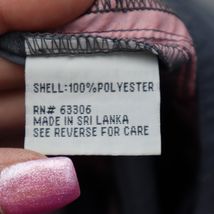 SHELL:100%POLYESTER
RN# 63306
MADE IN SRI LANKA
SEE REVERSE FOR CARE